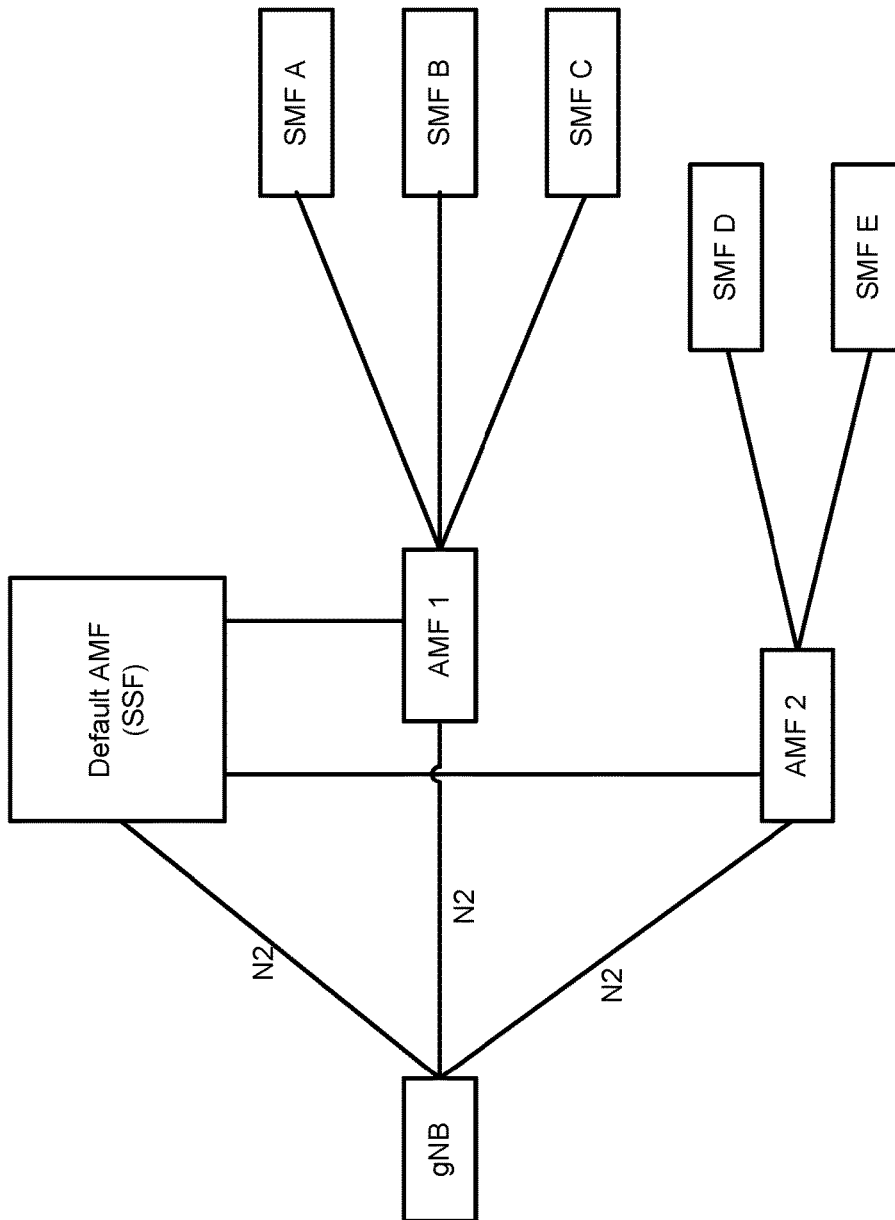 Default AMF
(SSF)
SMF A
SMF B
SMF C
AMF 1
N2
N2
gNB
N2
AMF 2
SMF D
SMF E